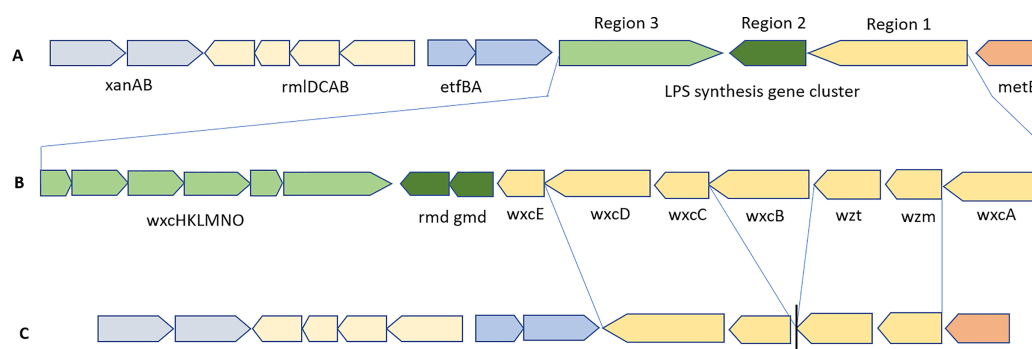 Region 3 Region 2 Region 1
A
xanAB rmlDCAB etfBA LPS synthesis gene cluster
B
wxcHKLMNO rmd gmd wxcE wxcD wxcC wxcB wzt wzm wxcA
C